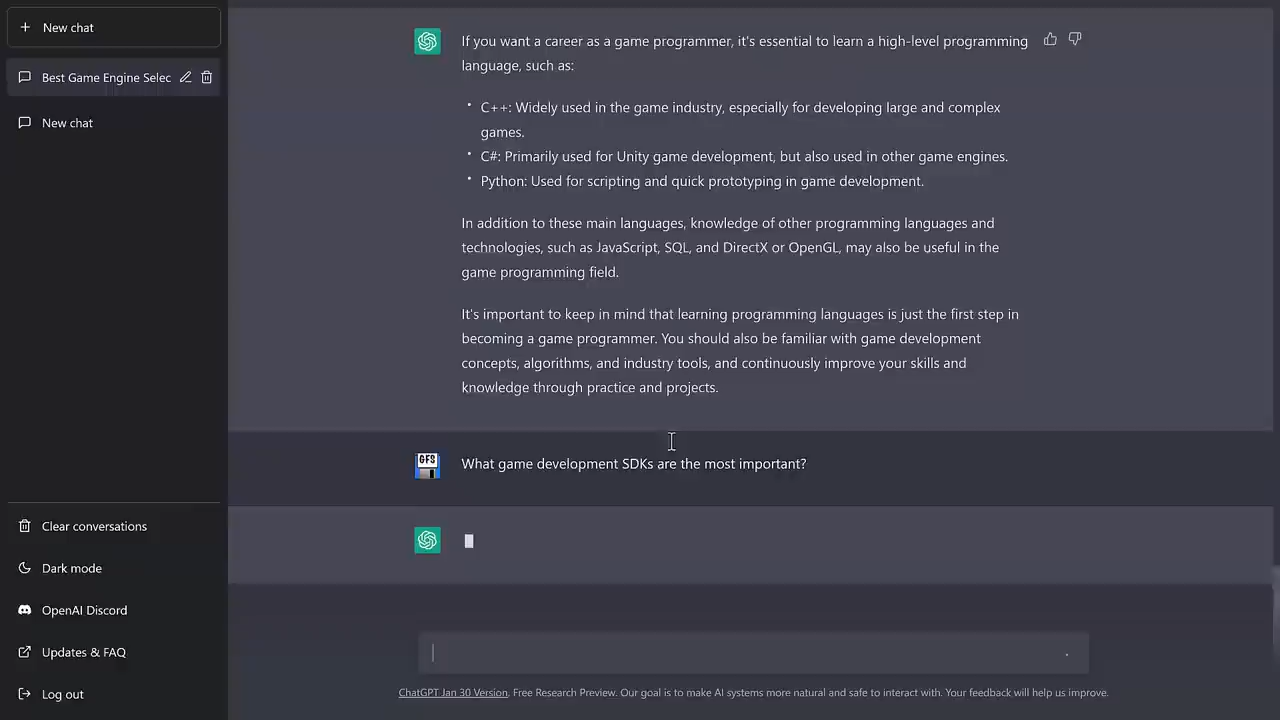 New chat
Best Game Engine Selec
New chat
Clear conversations
Dark mode
OpenAI Discord
Updates & FAQ
Log out
If you want a career as a game programmer, it's essential to learn a high-level programming
language, such as:
• C++: Widely used in the game industry, especially for developing large and complex
games.
• C#: Primarily used for Unity game development, but also used in other game engines.
• Python: Used for scripting and quick prototyping in game development.
In addition to these main languages, knowledge of other programming languages and
technologies, such as JavaScript, SQL, and DirectX or OpenGL, may also be useful in the
game programming field.
It's important to keep in mind that learning programming languages is just the first step in
becoming a game programmer. You should also be familiar with game development
concepts, algorithms, and industry tools, and continuously improve your skills and
knowledge through practice and projects.
GFS
What game development SDKs are the most important?
ChatGPT Jan 30 Version. Free Research Preview. Our goal is to make AI systems more natural and safe to interact with. Your feedback will help us improve.